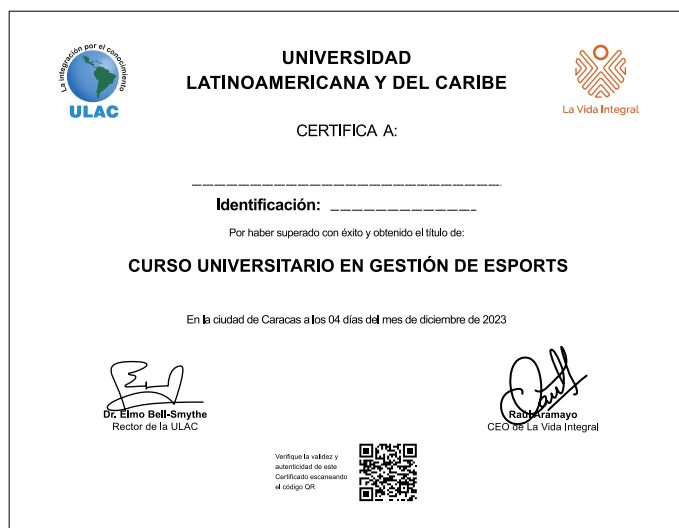 La integración por el conocimiento
ULAC
UNIVERSIDAD
LATINOAMERICANA Y DEL CARIBE
La Vida Integral
CERTIFICA A:
Identificación:
Por haber superado con éxito y obtenido el título de:
CURSO UNIVERSITARIO EN GESTIÓN DE ESPORTS
En la ciudad de Caracas a los 04 días del mes de diciembre de 2023
Dr. Elmo Bell-Smythe
Rector de la ULAC
Raúl Aramayo
CEO de La Vida Integral
Verifique la validez y
autenticidad de este
Certificado escaneando
el código QR